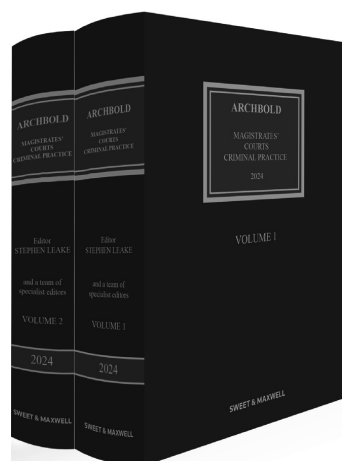 ARCHBOLD
MAGISTRATES'
COURTS
CRIMINAL PRACTICE
Editor
STEPHEN LEAKE
and a team of
specialist editors
VOLUME 2
2024
SWEET & MAXWELL
ARCHBOLD
MAGISTRATES'
COURTS
CRIMINAL PRACTICE
Editor
STEPHEN LEAKE
and a team of
specialist editors
VOLUME 1
2024
SWEET & MAXWELL
ARCHBOLD
MAGISTRATES'
COURTS
CRIMINAL PRACTICE
2024
VOLUME 1
SWEET & MAXWELL